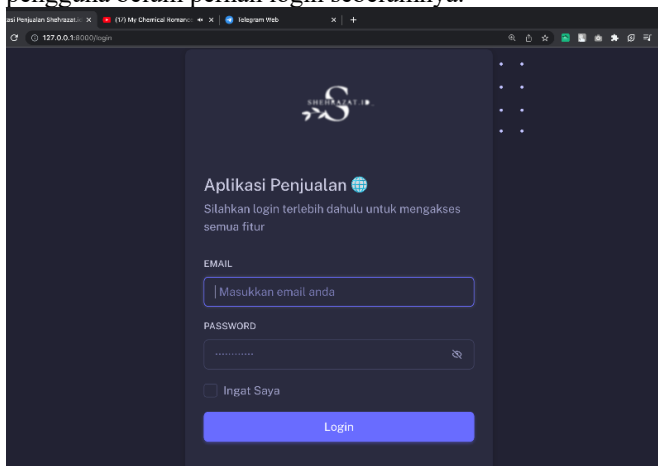 pengguna belum pernah login sebelumnya.
asi Penjualan Shehrazat.i
(17) My Chemical Romance
Telegram Web
127.0.0.1:8000/login
SHEHRAZAT.ID
Aplikasi Penjualan
Silahkan login terlebih dahulu untuk mengakses
semua fitur
EMAIL
Masukkan email anda
PASSWORD
Ingat Saya
Login